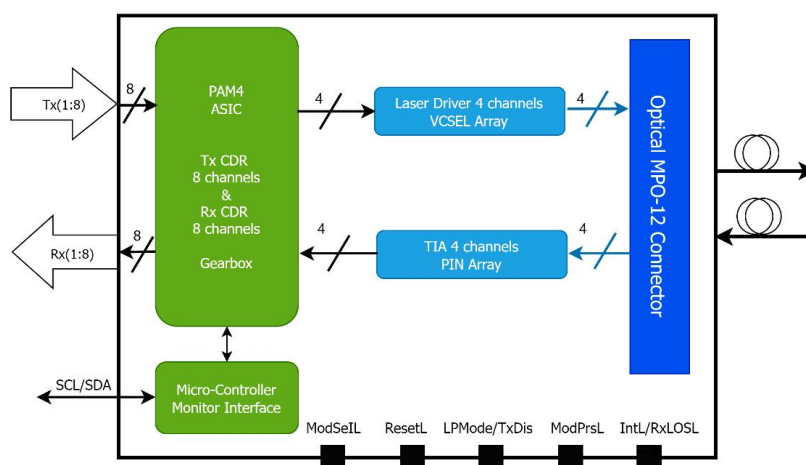 Tx(1:8)
8
PAM4
ASIC
Tx CDR
8 channels
&
Rx CDR
8 channels
Gearbox
4
Laser Driver 4 channels
VCSEL Array
4
Optical MPO-12 Connector
Rx(1:8)
8
4
TIA 4 channels
PIN Array
4
SCL/SDA
Micro-Controller
Monitor Interface
ModSeIL
ResetL
LPMode/TxDis
ModPrsL
IntL/RxLOSL